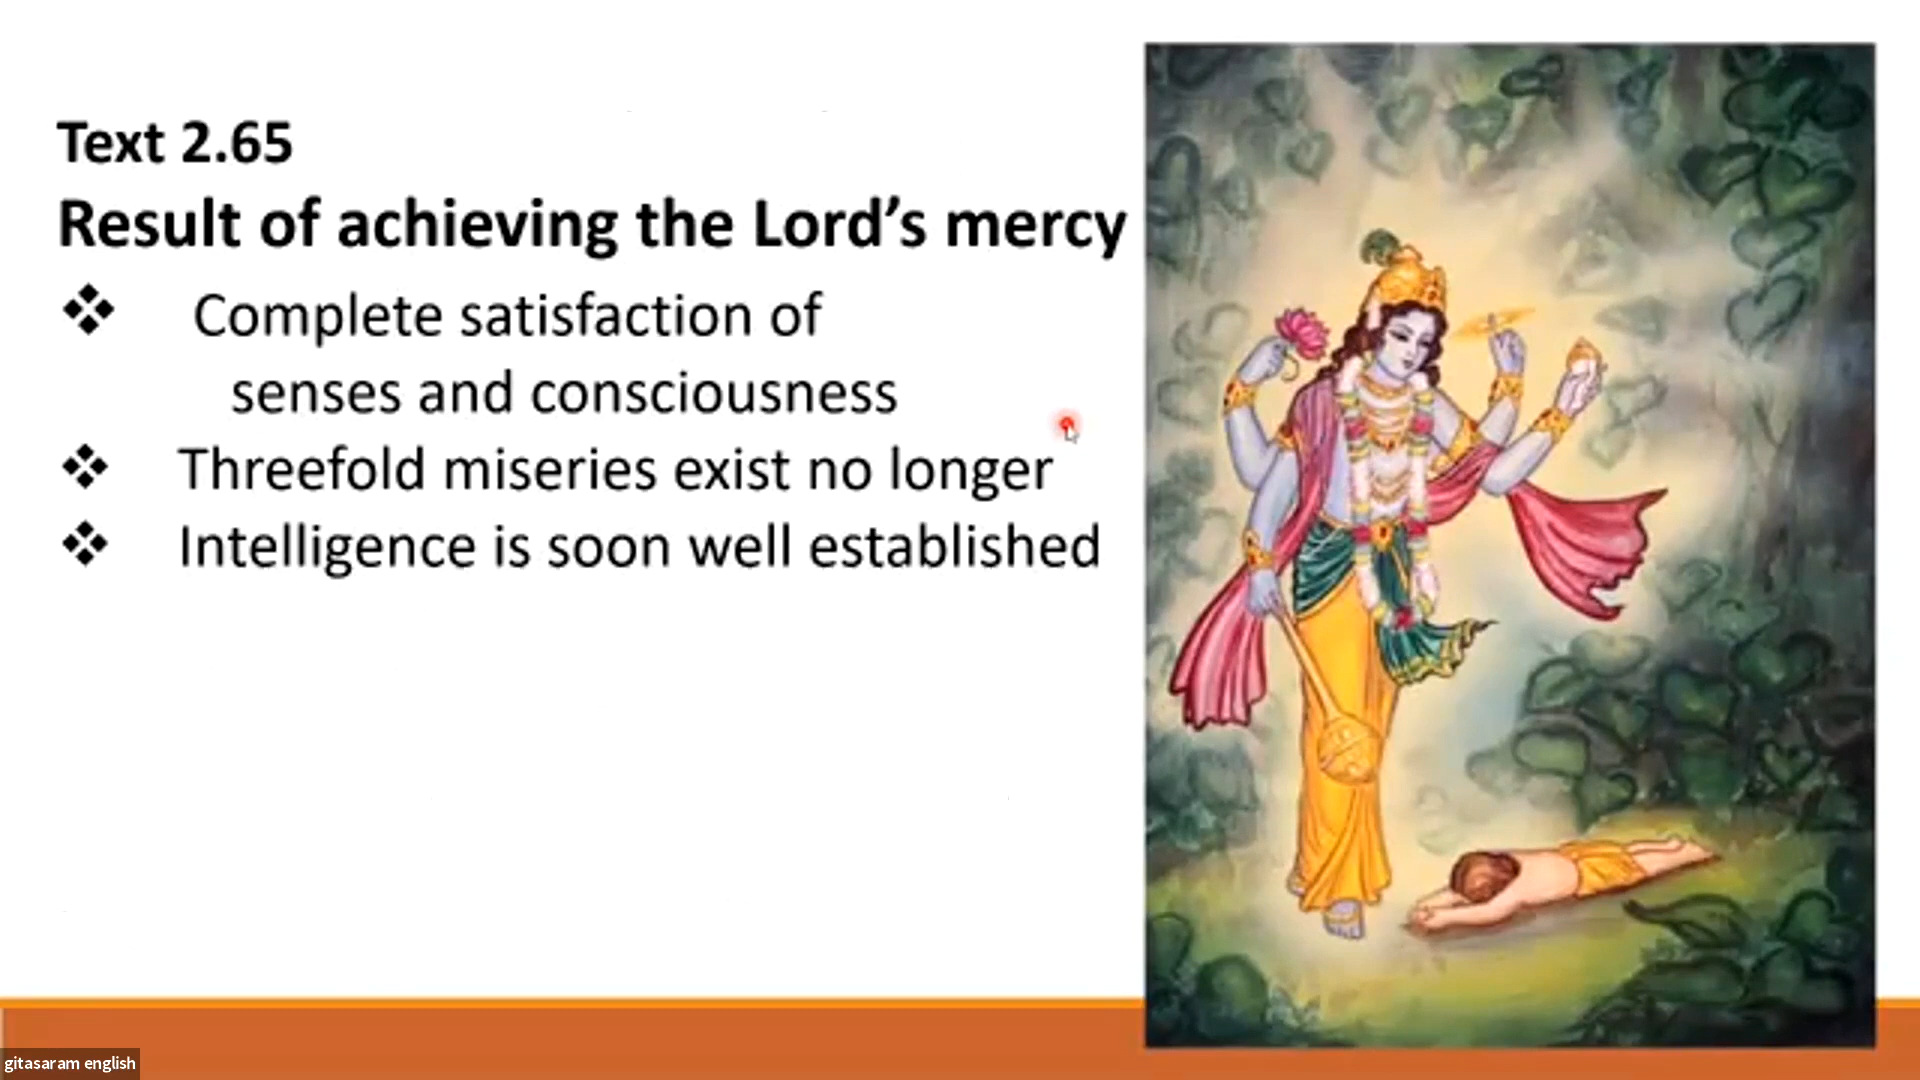 Text 2.65
Result of achieving the Lord’s mercy
❖ Complete satisfaction of
senses and consciousness
❖ Threefold miseries exist no longer
❖ Intelligence is soon well established
gitasaram english